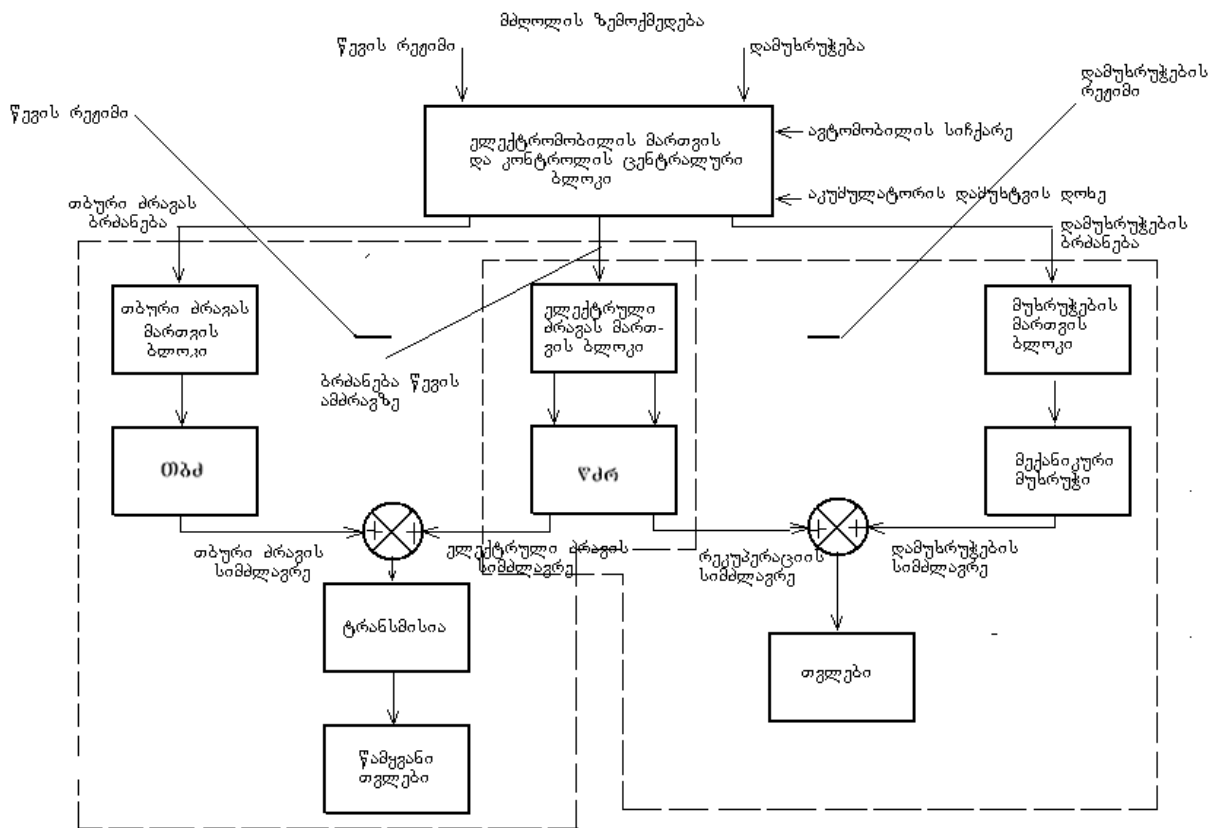 მძღოლის ზემოქმედება
წევის რეჟიმი
დამუხრუჭება
დამუხრუჭების
რეჟიმი
წევის რეჟიმი
ელექტრომობილის მართვის
და კონტროლის ცენტრალური
ბლოკი
ავტომობილის სიჩქარე
აკუმულატორის დამუხტვის დოხე
თბური ძრავას
ბრძანება
დამუხრუჭების
ბრძანება
თბური ძრავას
მართვის
ბლოკი
ელექტრული
ძრავას მართ-
ვის ბლოკი
მუხრუჭების
მართვის
ბლოკი
ბრძანება წევის
ამძრავზე
თბძ
წძრ
მექანიკური
მუხრუჭი
თბური ძრავის
სიმძლავრე
ელექტრული ძრავის
სიმძლავრე
რეკუპერაციის
სიმძლავრე
დამუხრუჭების
სიმძლავრე
ტრანსმისია
თვლები
წამყვანი
თვლები